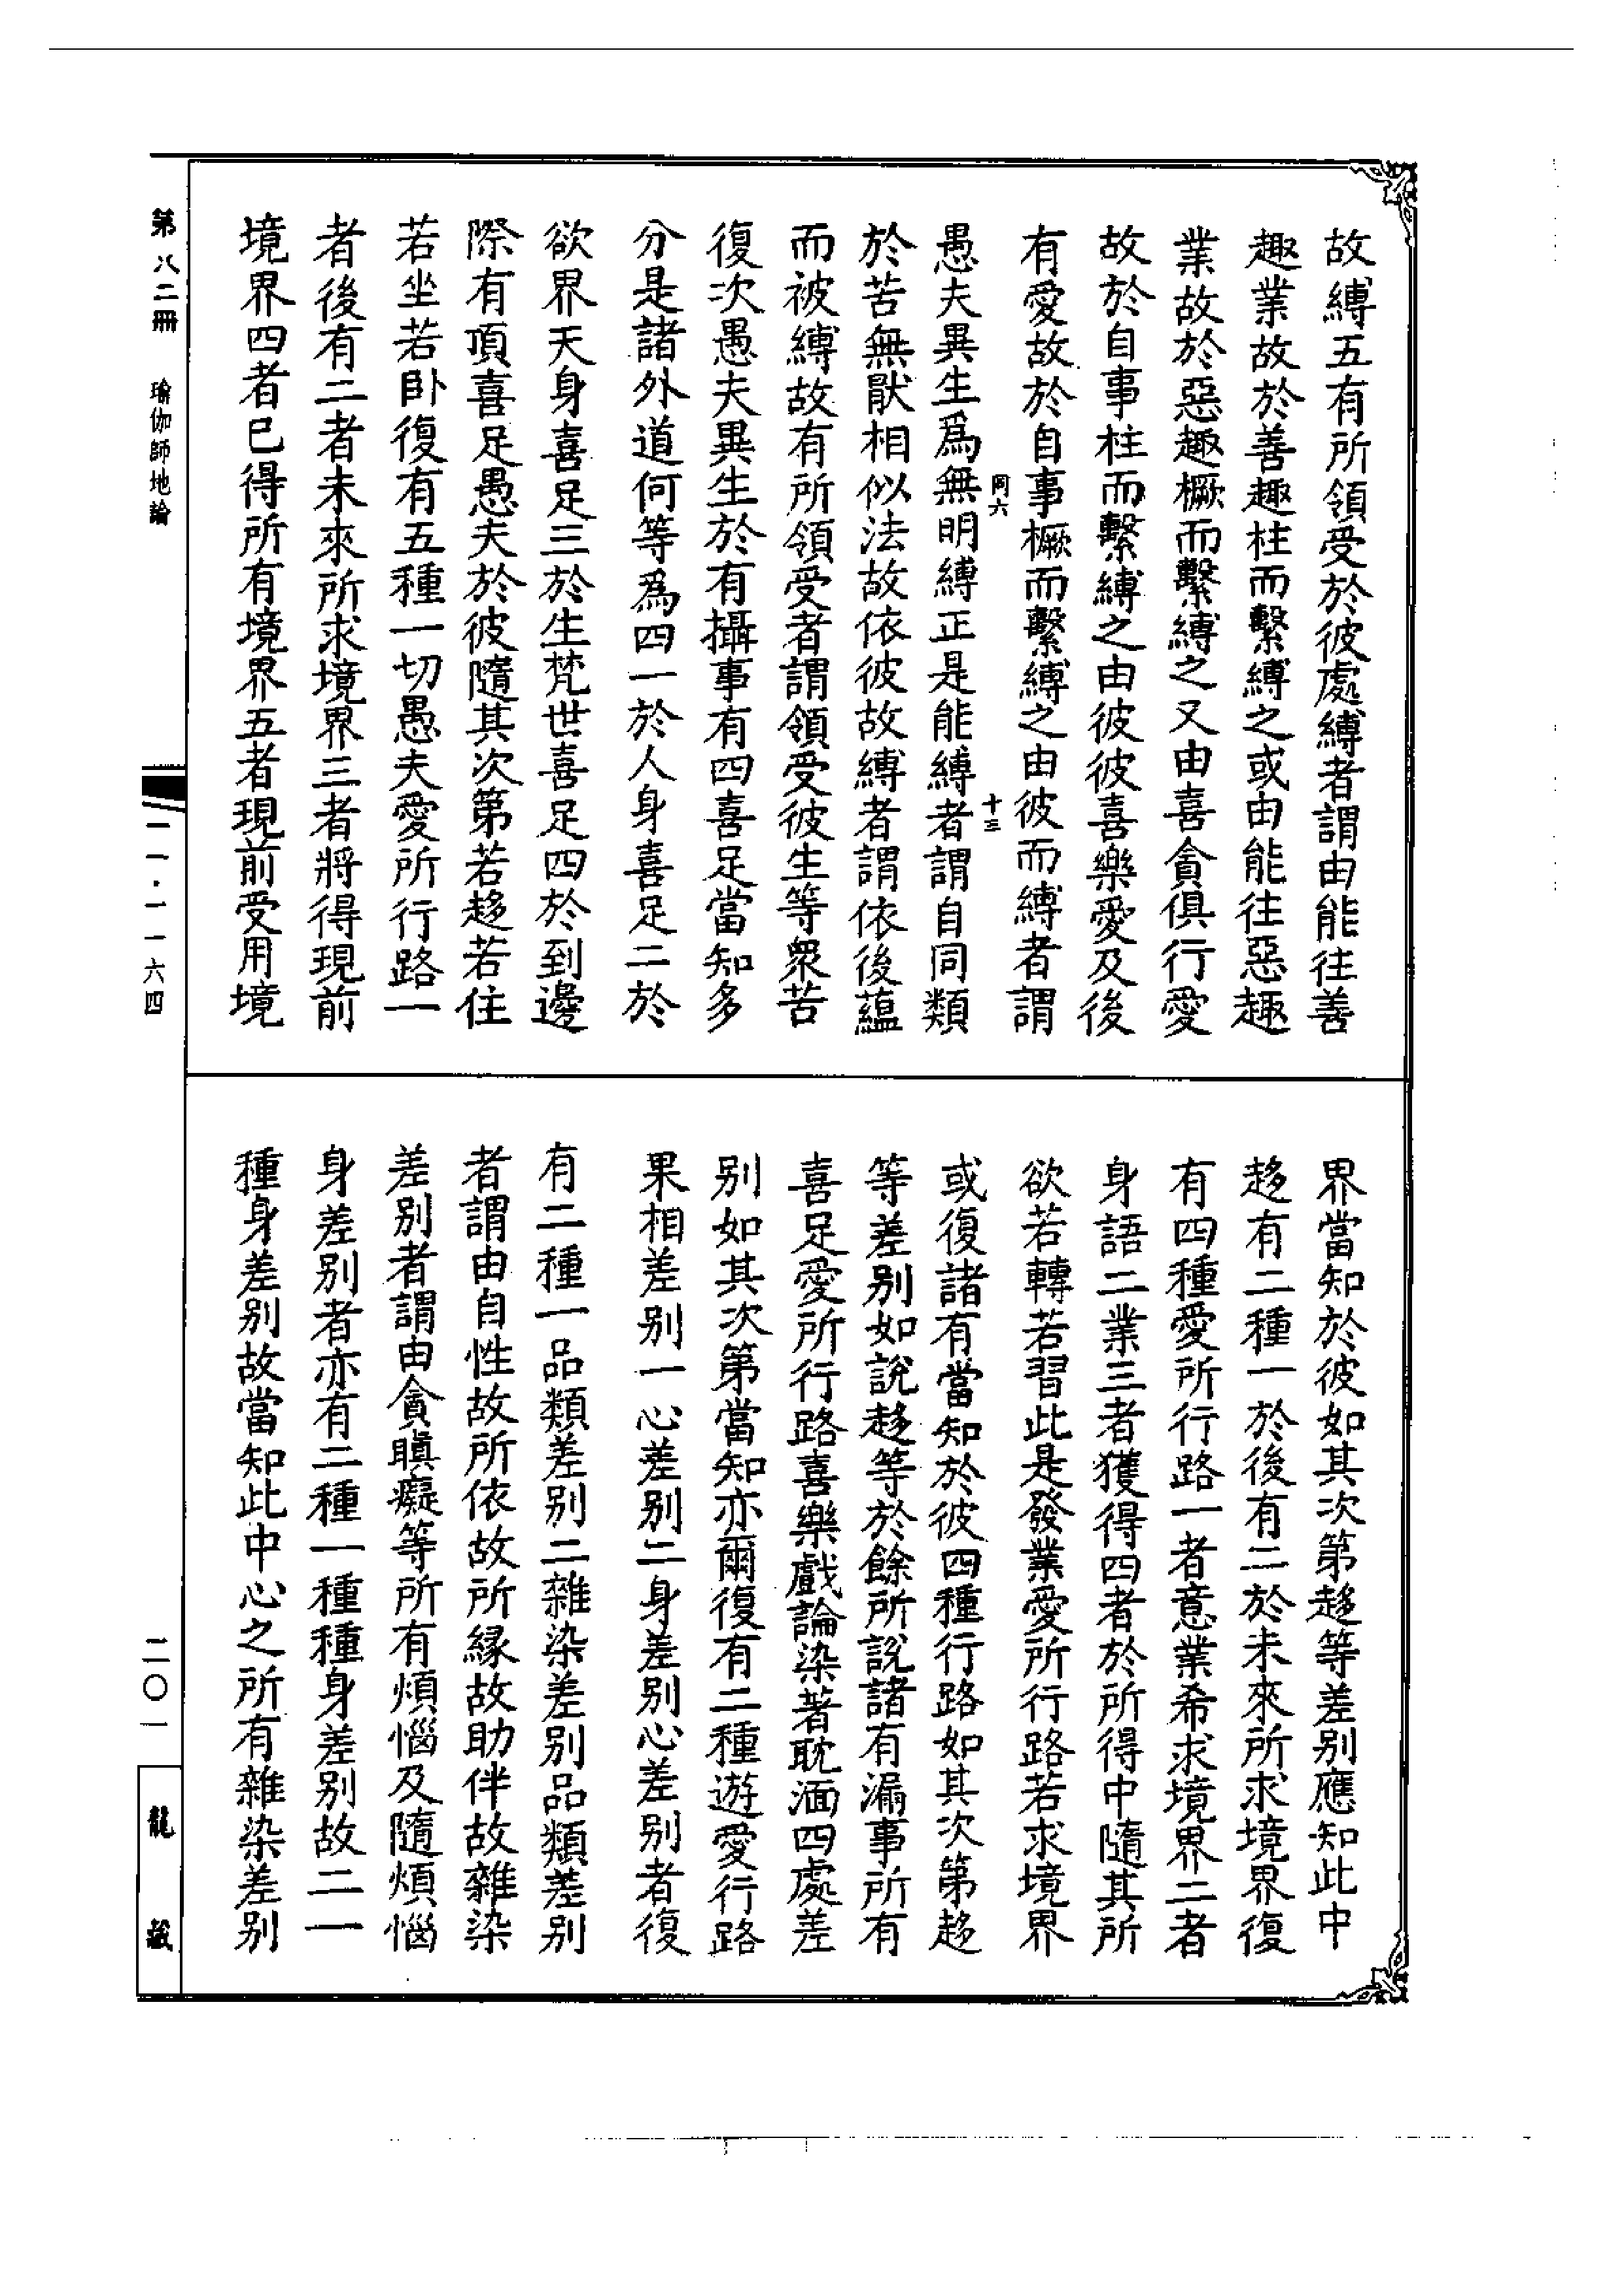 故縛五有所領受於彼處縛者謂由能往善
趣業故於善趣柱而繫縛之或由能往惡趣
業故於惡趣橛而繫縛之又由喜貪俱行愛
故於自事柱而繫縛之由彼彼喜樂愛及後
有愛故於自事橛而繫縛之由彼而縛者謂
岡六
十三
愚夫異生爲無明縛正是能縛者謂自同類
於苦無猒相似法故依彼故縛者謂依後蘊
而被縛故有所領受者謂領受彼生等衆苦
復次愚夫異生於有攝事有四喜足當知多
分是諸外道何等爲四一於人身喜足二於
欲界天身喜足三於生梵世喜足四於到邊
際有頂喜足愚夫於彼隨其次第若趍若住
若坐若卧復有五種一切愚夫愛所行路一
者後有二者未來所求境界三者將得現前
境界四者已得所有境界五者現前受用境
界當知於彼如其次第趍等差别應知此中
趍有二種一於後有二於未來所求境界復
有四種愛所行路一者意業希求境界二者
身語二業三者獲得四者於所得中隨其所
欲若轉若習此是發業愛所行路若求境界
或復諸有當知於彼四種行路如其次第趍
等差别如說趍等於餘所說諸有漏事所有
喜足愛所行路喜樂戲論染著耽湎四處差
别如其次第當知亦爾復有二種遊愛行路
果相差别一心差别二身差别心差别者復
有二種一品類差别二雜染差别品類差别
者謂由自性故所依故所緣故助伴故雜染
差别者謂由貪瞋癡等所有煩惱及隨煩惱
身差别者亦有二種一種種身差别故二一
種身差别故當知此中心之所有雜染差别
第八二冊 瑜伽師地論
一一·一一六四
二〇一
龍藏